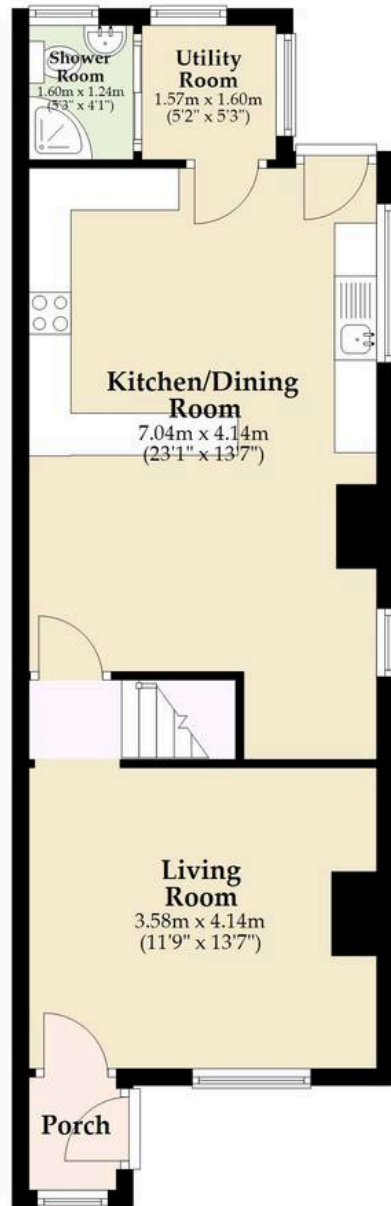 Shower
Room
1.60m x 1.24m
(5'3" x 4'1")
Utility
Room
1.57m x 1.60m
(5'2" x 5'3")
Kitchen/Dining
Room
7.04m x 4.14m
(23'1" x 13'7")
Living
Room
3.58m x 4.14m
(11'9" x 13'7")
Porch